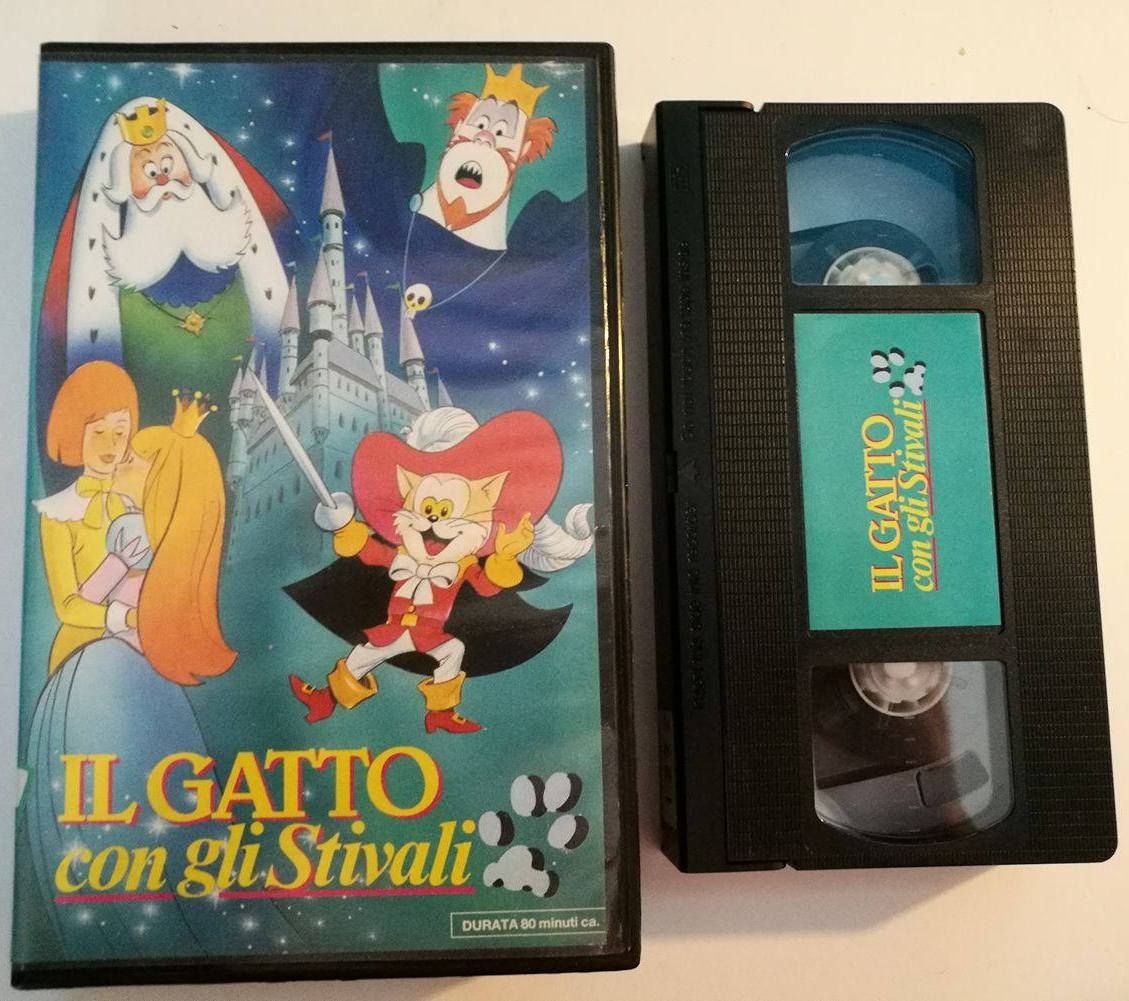 IL GATTO
con gli Stivali
DURATA 80 minuti ca.
IL GATTO
con gli Stivali